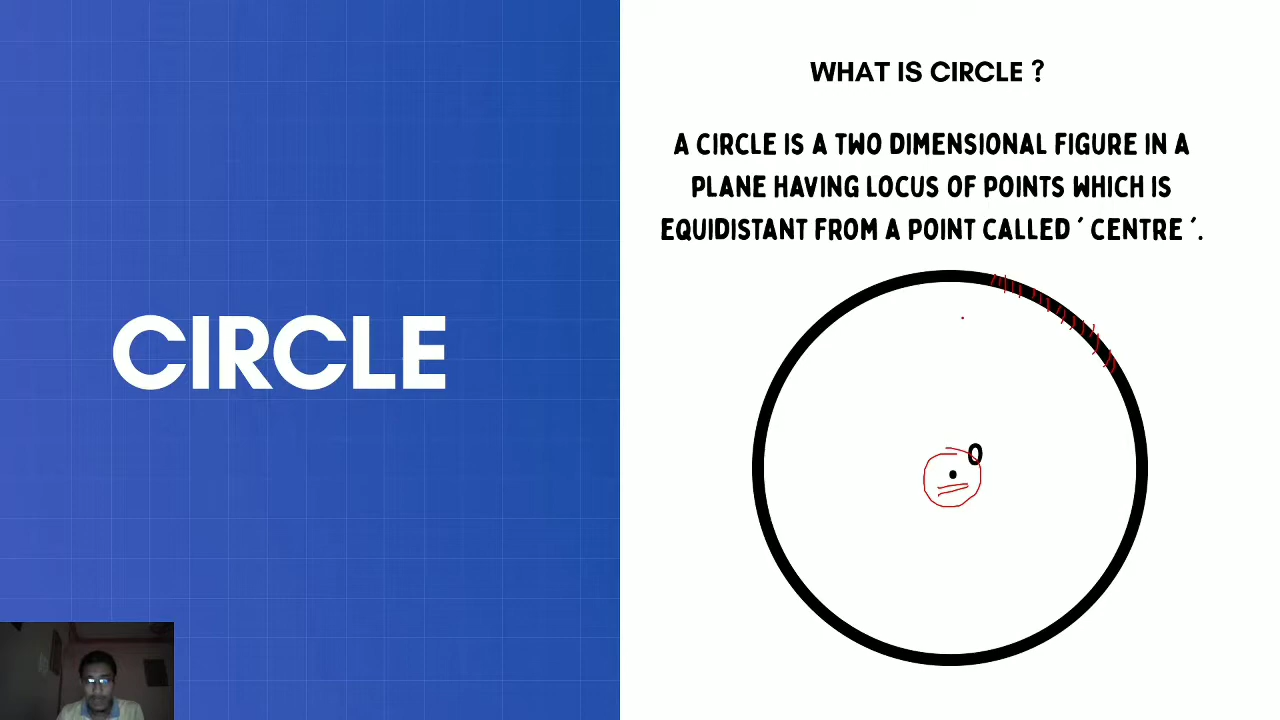 CIRCLE
WHAT IS CIRCLE ?
A CIRCLE IS A TWO DIMENSIONAL FIGURE IN A
PLANE HAVING LOCUS OF POINTS WHICH IS
EQUIDISTANT FROM A POINT CALLED ´ CENTRE ´.
O